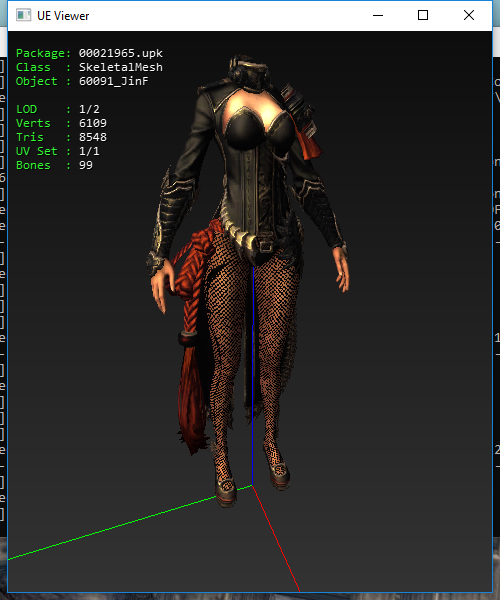 UE Viewer
Package: 00021965.upk
Class : SkeletalMesh
Object : 60091_JinF
LOD : 1/2
Verts : 6109
Tris : 8548
UV Set : 1/1
Bones : 99